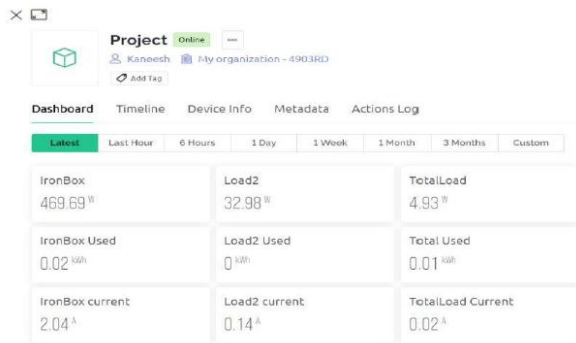 Project Online ...
Kaneesh My organization - 4903RD
Add Tag
Dashboard Timeline Device Info Metadata Actions Log
Latest Last Hour 6 Hours 1 Day 1 Week 1 Month 3 Months Custom
IronBox Load2 TotalLoad
469.69 W 32.98 W 4.93 W
IronBox Used Load2 Used Total Used
0.02 kWh 0 kWh 0.01 kWh
IronBox current Load2 current TotalLoad Current
2.04 A 0.14 A 0.02 A